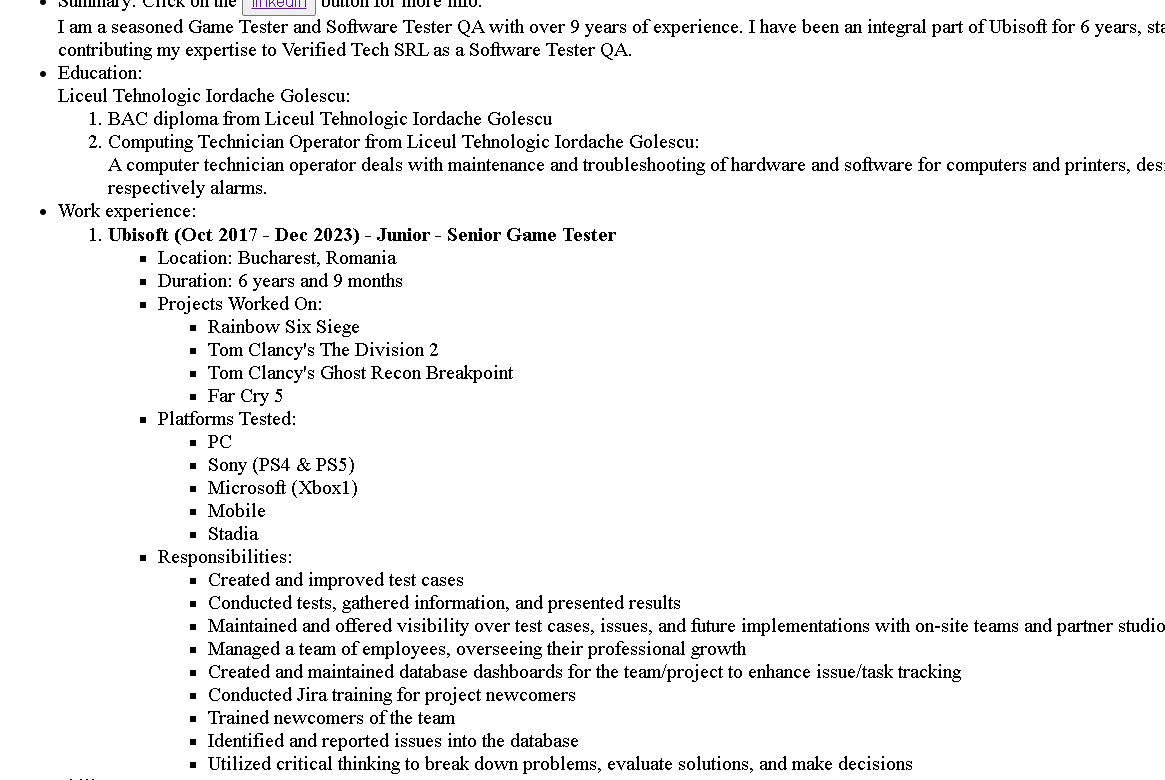 Summary: Click on the linkedin button for more info.
I am a seasoned Game Tester and Software Tester QA with over 9 years of experience. I have been an integral part of Ubisoft for 6 years,
contributing my expertise to Verified Tech SRL as a Software Tester QA.
Education:
Liceul Tehnologic Iordache Golescu:
1. BAC diploma from Liceul Tehnologic Iordache Golescu
2. Computing Technician Operator from Liceul Tehnologic Iordache Golescu:
A computer technician operator deals with maintenance and troubleshooting of hardware and software for computers and printers,
respectively alarms.
Work experience:
1. Ubisoft (Oct 2017 - Dec 2023) - Junior - Senior Game Tester
Location: Bucharest, Romania
Duration: 6 years and 9 months
Projects Worked On:
Rainbow Six Siege
Tom Clancy's The Division 2
Tom Clancy's Ghost Recon Breakpoint
Far Cry 5
Platforms Tested:
PC
Sony (PS4 & PS5)
Microsoft (Xbox1)
Mobile
Stadia
Responsibilities:
Created and improved test cases
Conducted tests, gathered information, and presented results
Maintained and offered visibility over test cases, issues, and future implementations with on-site teams and partner studio
Managed a team of employees, overseeing their professional growth
Created and maintained database dashboards for the team/project to enhance issue/task tracking
Conducted Jira training for project newcomers
Trained newcomers of the team
Identified and reported issues into the database
Utilized critical thinking to break down problems, evaluate solutions, and make decisions